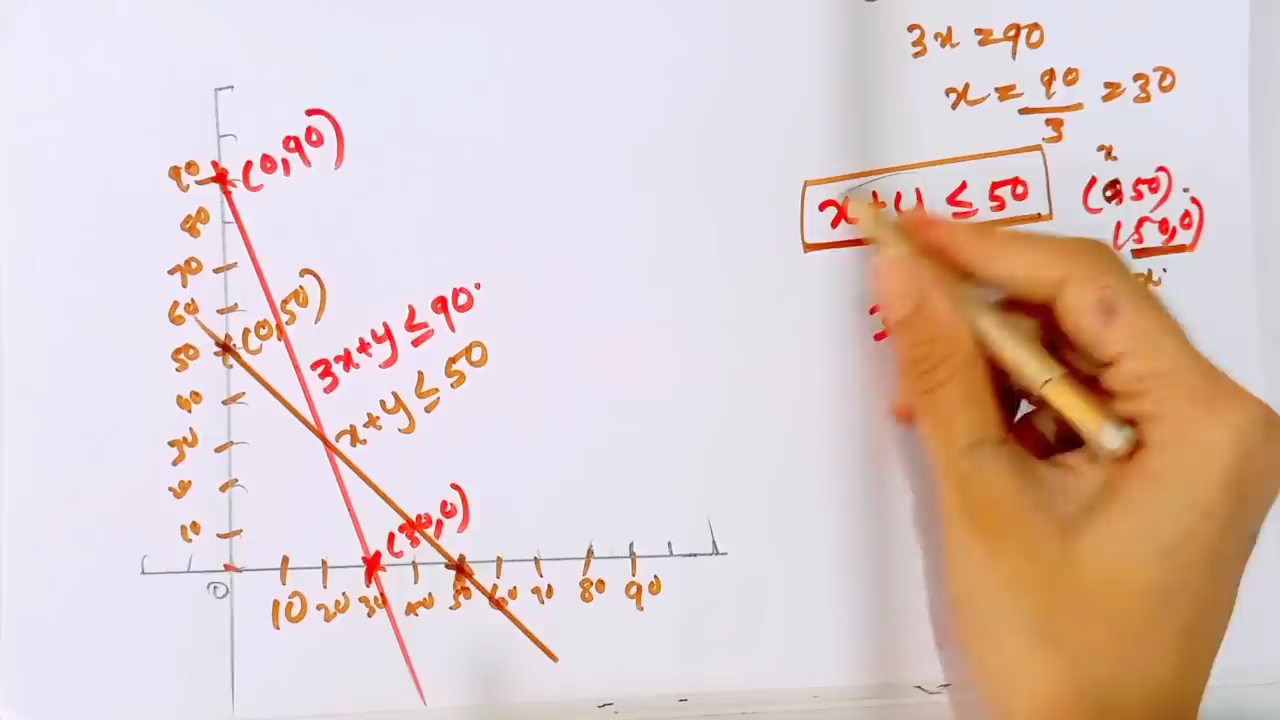 3x = 90
x = 90/3 = 30
x
x+y ≤ 50
(0,50).
(50,0)
x.
90
(0,90)
80
70
60
(0,50)
50
3x+y ≤ 90
x+y ≤ 50
40
30
10
(30,0)
0
10 20 30 40 50 60 70 80 90